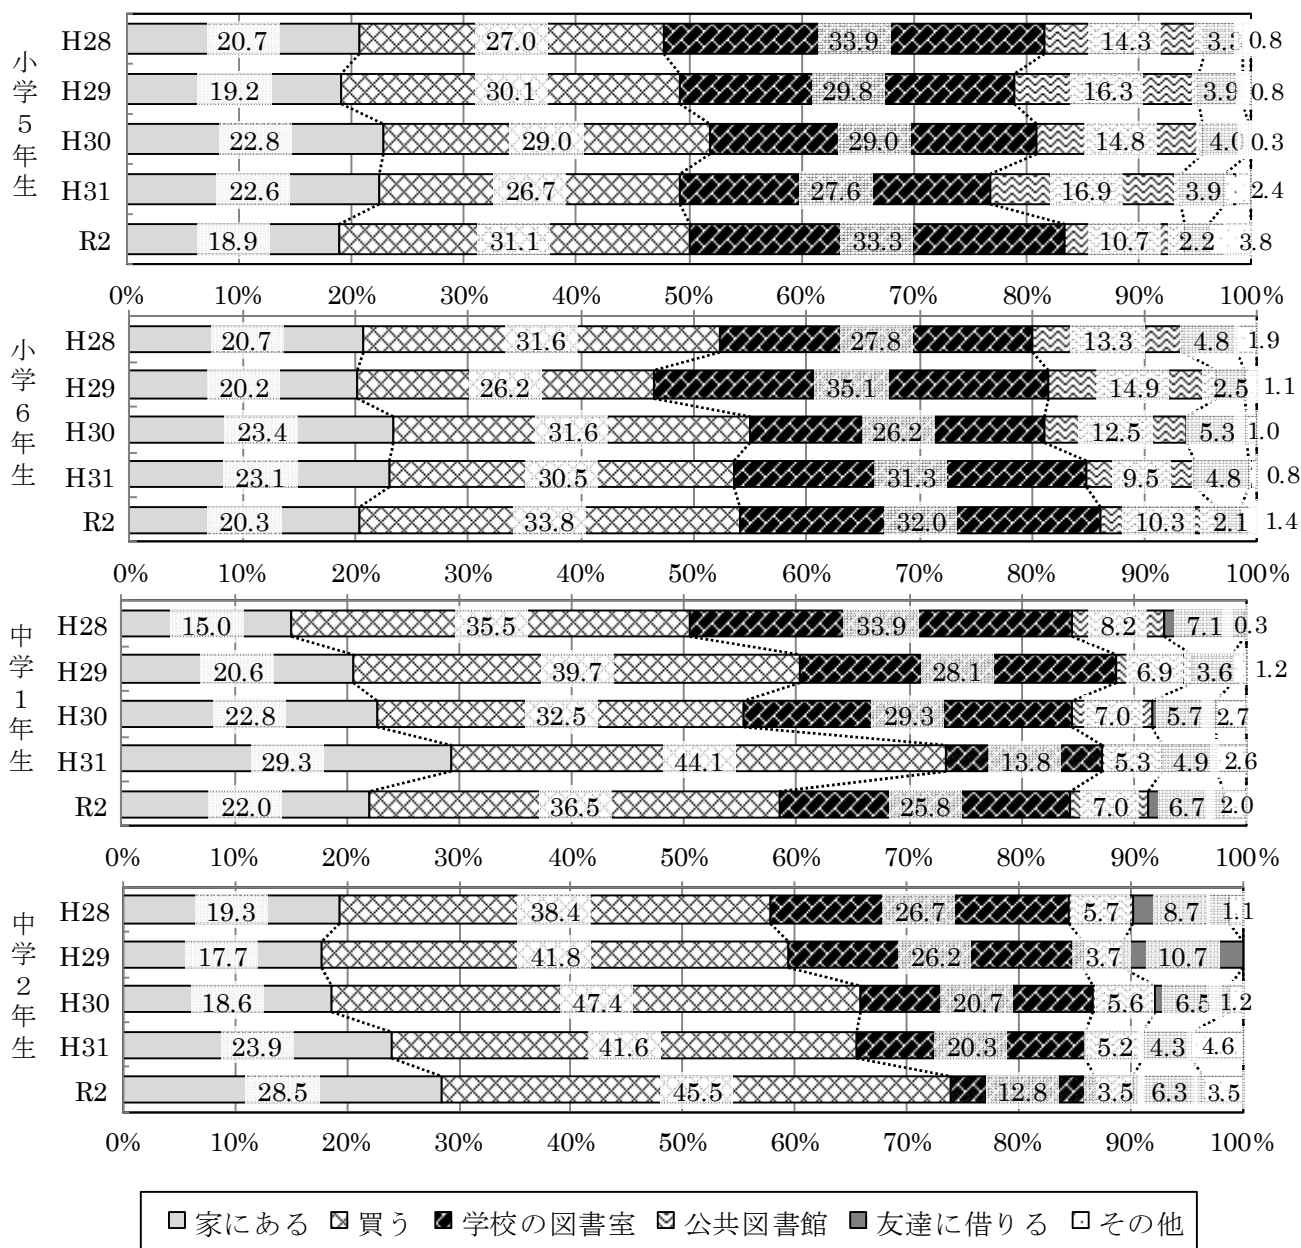 小学5年生
H28 20.7 27.0 33.9 14.3 0.8
H29 19.2 30.1 29.8 16.3 3.9 0.8
H30 22.8 29.0 29.0 14.8 4.0 0.3
H31 22.6 26.7 27.6 16.9 3.9 2.4
R2 18.9 31.1 33.3 10.7 2.2 3.8
0% 10% 20% 30% 40% 50% 60% 70% 80% 90% 100%
小学6年生
H28 20.7 31.6 27.8 13.3 4.8 1.9
H29 20.2 26.2 35.1 14.9 2.5 1.1
H30 23.4 31.6 26.2 12.5 5.3 1.0
H31 23.1 30.5 31.3 9.5 4.8 0.8
R2 20.3 33.8 32.0 10.3 2.1 1.4
0% 10% 20% 30% 40% 50% 60% 70% 80% 90% 100%
中学1年生
H28 15.0 35.5 33.9 8.2 7.1 0.3
H29 20.6 39.7 28.1 6.9 3.6 1.2
H30 22.8 32.5 29.3 7.0 5.7 2.7
H31 29.3 44.1 13.8 5.3 4.9 2.6
R2 22.0 36.5 25.8 7.0 6.7 2.0
0% 10% 20% 30% 40% 50% 60% 70% 80% 90% 100%
中学2年生
H28 19.3 38.4 26.7 5.7 8.7 1.1
H29 17.7 41.8 26.2 3.7 10.7
H30 18.6 47.4 20.7 5.6 6.5 1.2
H31 23.9 41.6 20.3 5.2 4.3 4.6
R2 28.5 45.5 12.8 3.5 6.3 3.5
0% 10% 20% 30% 40% 50% 60% 70% 80% 90% 100%
家にある 買う 学校の図書室 公共図書館 友達に借りる その他